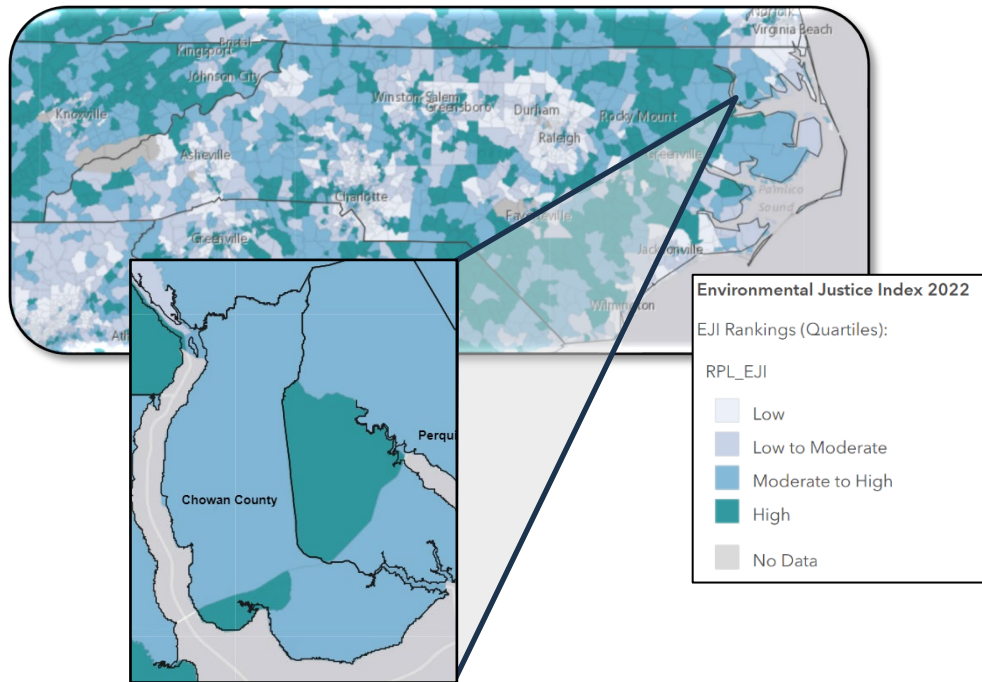 Norfolk
Virginia Beach
Bristol
Kingsport
Johnson City
Winston-Salem
Greensboro
Durham
Knoxville
Rocky Mount
Raleigh
Asheville
Greenville
Charlotte
Pamlico
Sound
Fayetteville
Greenville
Jacksonville
Wilmington
Environmental Justice Index 2022
EJI Rankings (Quartiles):
RPL_EJI
Low
Low to Moderate
Moderate to High
High
No Data
Perqui
Chowan County